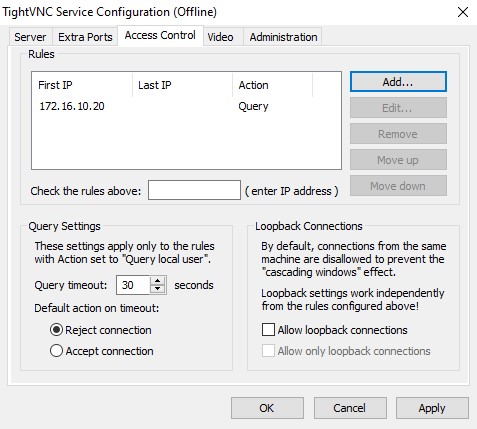 TightVNC Service Configuration (Offline)
Server Extra Ports Access Control Video Administration
Rules
First IP Last IP Action
172.16.10.20 Query
Add...
Edit...
Remove
Move up
Move down
Check the rules above: ( enter IP address )
Query Settings
These settings apply only to the rules
with Action set to "Query local user".
Query timeout: 30 seconds
Default action on timeout:
Reject connection
Accept connection
Loopback Connections
By default, connections from the same
machine are disallowed to prevent the
"cascading windows" effect.
Loopback settings work independently
from the rules configured above!
Allow loopback connections
Allow only loopback connections
OK Cancel Apply